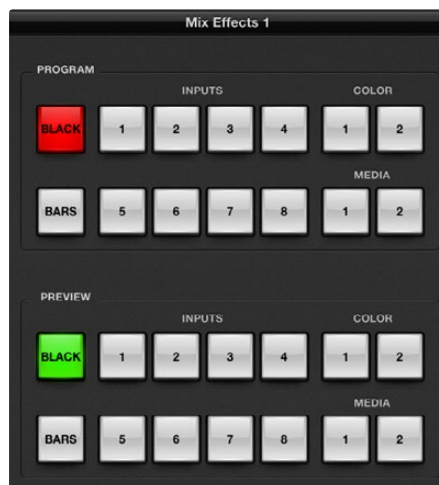 Mix Effects 1
PROGRAM
INPUTS COLOR
BLACK 1 2 3 4 1 2
MEDIA
BARS 5 6 7 8 1 2
PREVIEW
INPUTS COLOR
BLACK 1 2 3 4 1 2
MEDIA
BARS 5 6 7 8 1 2